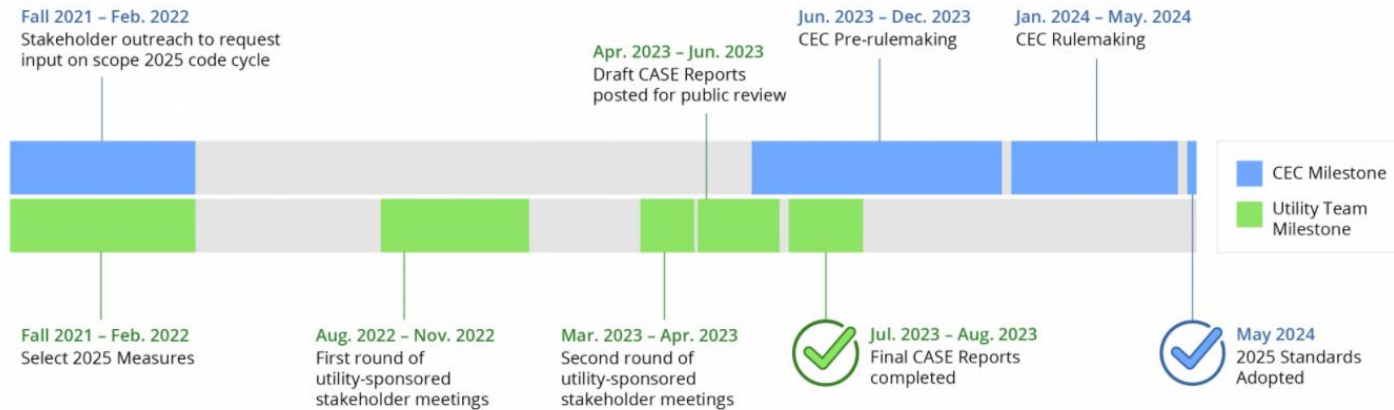 Fall 2021 – Feb. 2022
Stakeholder outreach to request
input on scope 2025 code cycle
Apr. 2023 – Jun. 2023
Draft CASE Reports
posted for public review
Jun. 2023 – Dec. 2023
CEC Pre-rulemaking
Jan. 2024 – May. 2024
CEC Rulemaking
CEC Milestone
Utility Team
Milestone
Fall 2021 – Feb. 2022
Select 2025 Measures
Aug. 2022 – Nov. 2022
First round of
utility-sponsored
stakeholder meetings
Mar. 2023 – Apr. 2023
Second round of
utility-sponsored
stakeholder meetings
Jul. 2023 – Aug. 2023
Final CASE Reports
completed
May 2024
2025 Standards
Adopted